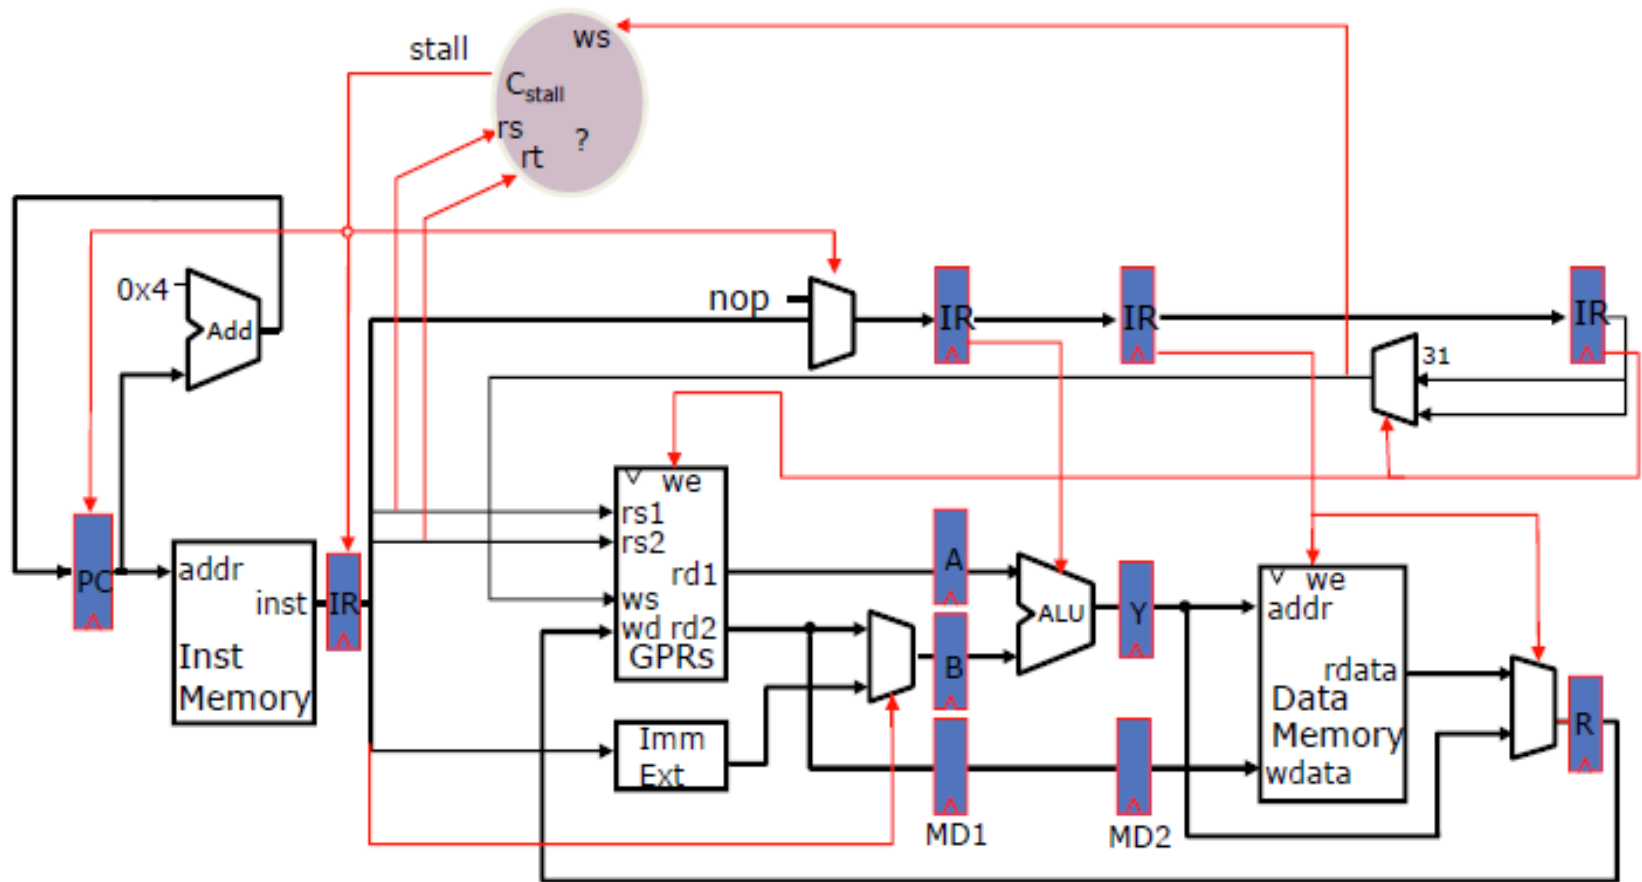 ws
stall
C stall
rs
?
rt
0x4
Add
nop
IR
IR
IR
31
we
rs1
rs2
rd1
ws
wd rd2
GPRs
PC
addr
inst
Inst
Memory
IR
A
B
ALU
Y
we
addr
rdata
Data
Memory
wdata
R
Imm
Ext
MD1
MD2